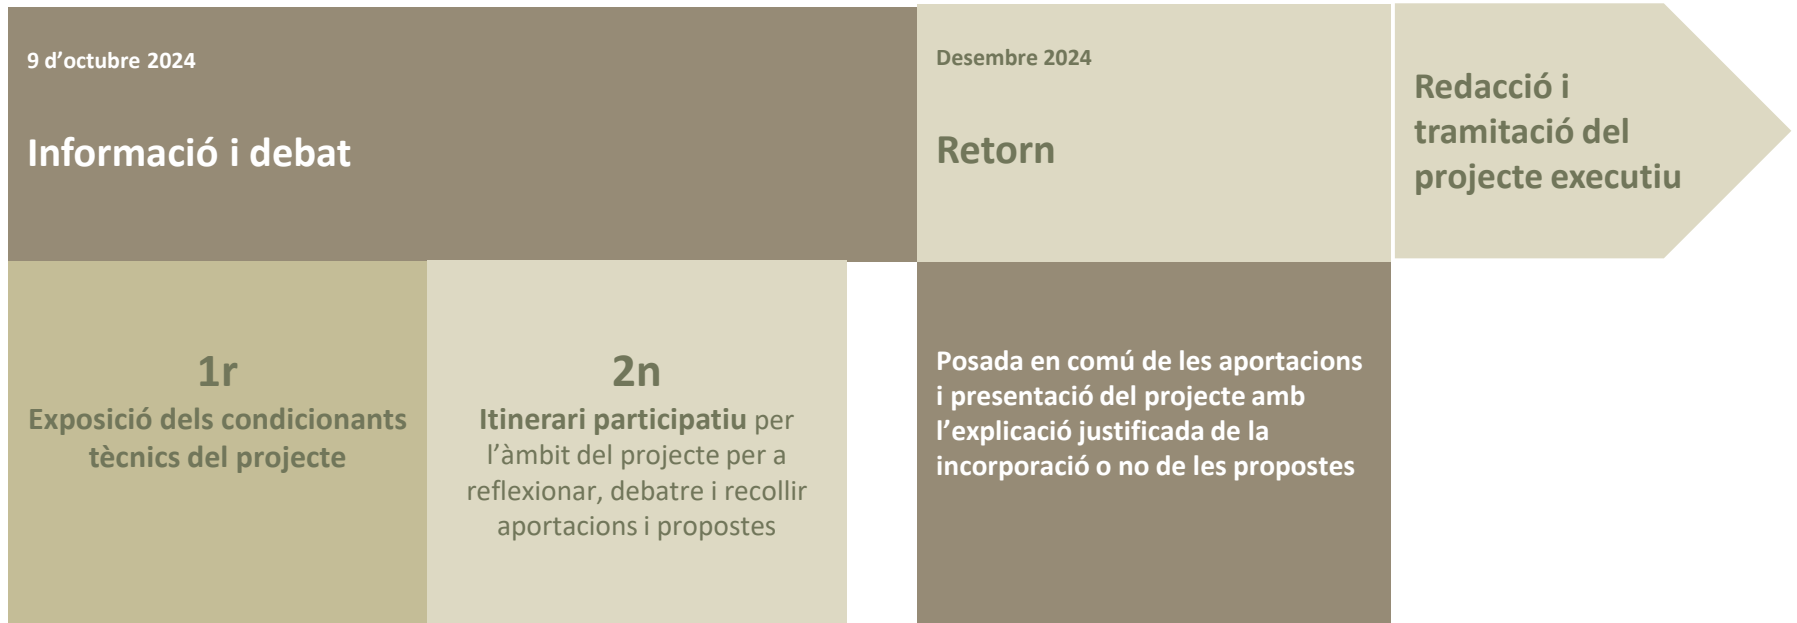 9 d’octubre 2024
Informació i debat
1r
Exposició dels condicionants
tècnics del projecte
2n
Itinerari participatiu per
l’àmbit del projecte per a
reflexionar, debatre i recollir
aportacions i propostes
Desembre 2024
Retorn
Posada en comú de les aportacions
i presentació del projecte amb
l’explicació justificada de la
incorporació o no de les propostes
Redacció i
tramitació del
projecte executiu